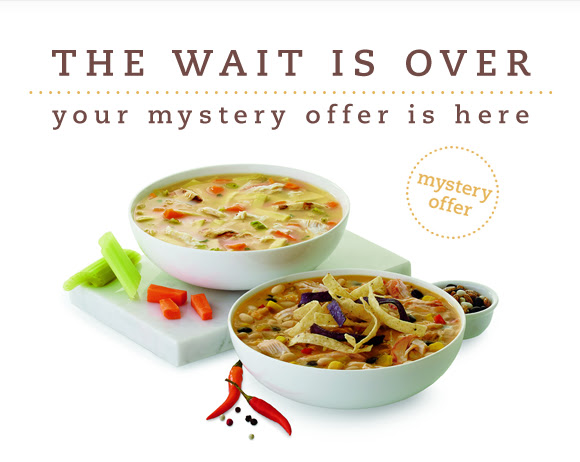 THE WAIT IS OVER
your mystery offer is here
mystery
offer